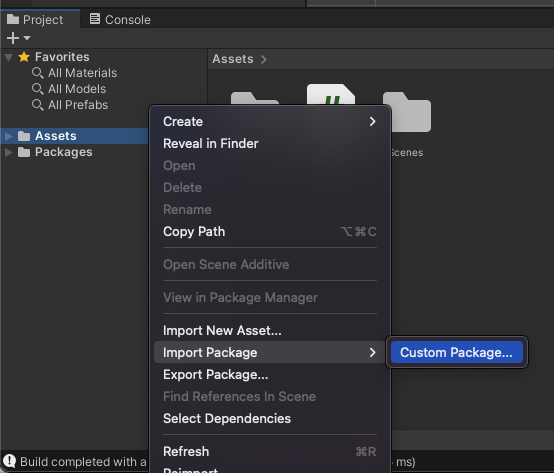 Project
Console
Favorites
All Materials
All Models
All Prefabs
Assets
Packages
Assets
#
Scenes
Create
Reveal in Finder
Open
Delete
Rename
Copy Path ⌥⌘C
Open Scene Additive
View in Package Manager
Import New Asset...
Import Package
Custom Package...
Export Package...
Find References In Scene
Select Dependencies
Refresh ⌘R
Reimport
Build completed with a
ms)